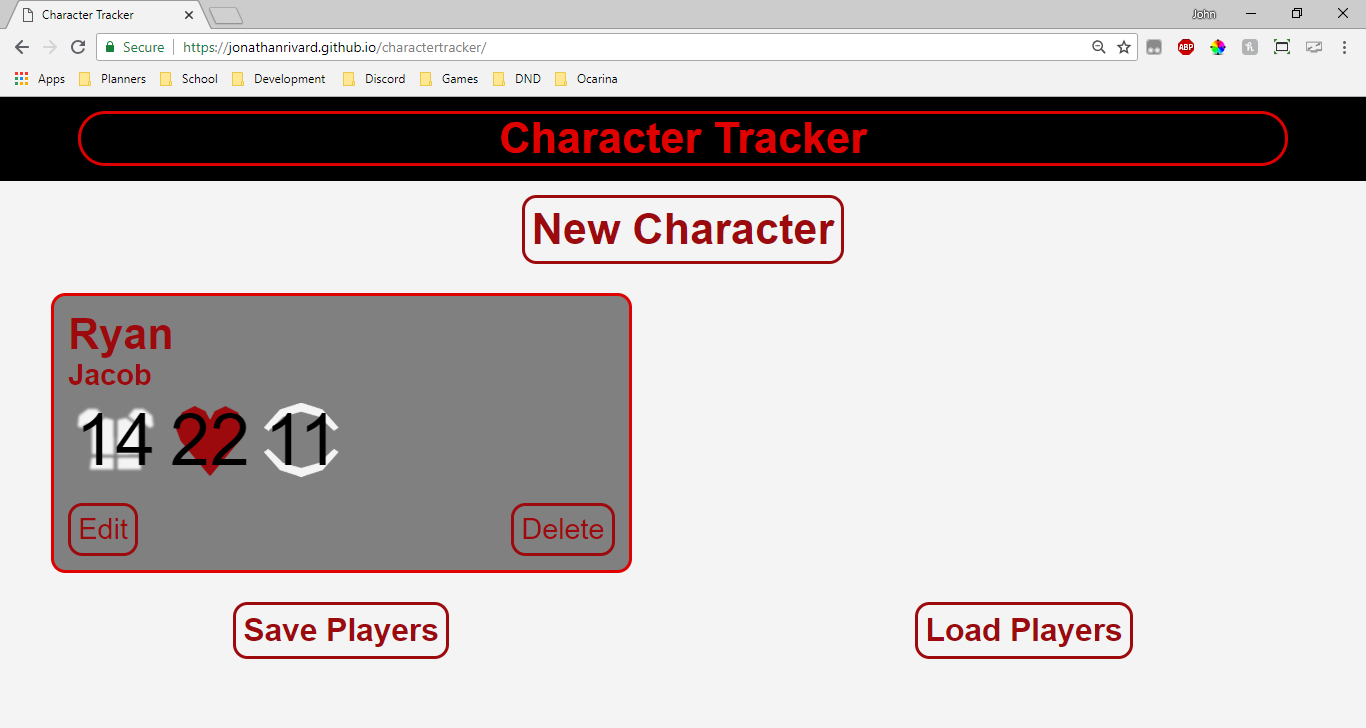 Character Tracker
John
Secure https://jonathanrivard.github.io/charactertracker/
ABP
Apps Planners School Development Discord Games DND Ocarina
Character Tracker
New Character
Ryan
Jacob
14 22 11
Edit Delete
Save Players Load Players